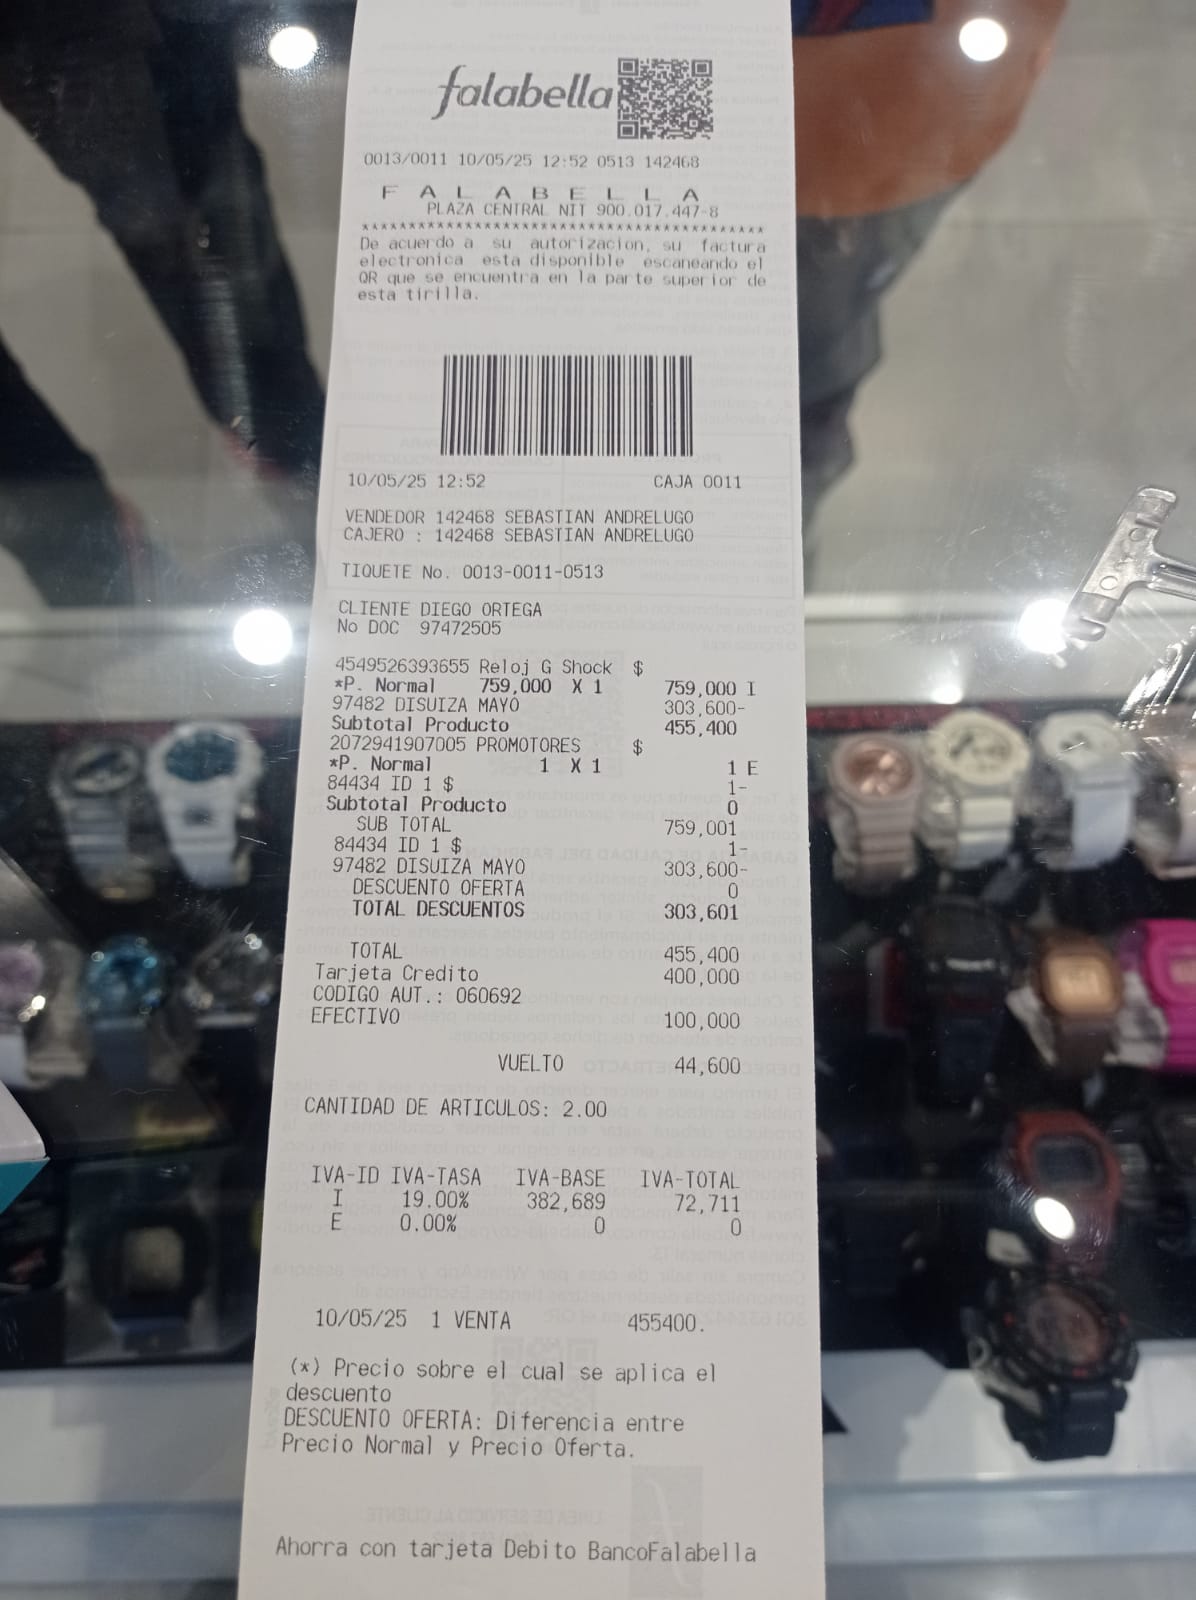 falabella
0013/0011 10/05/25 12:52 0513 142468
F A L A B E L L A
PLAZA CENTRAL NIT 900.017.447-8
*******************************************
De acuerdo a su autorizacion, su factura
electronica esta disponible escaneando el
QR que se encuentra en la parte superior de
esta tirilla.
10/05/25 12:52 CAJA 0011
VENDEDOR 142468 SEBASTIAN ANDRELUGO
CAJERO : 142468 SEBASTIAN ANDRELUGO
TIQUETE No. 0013-0011-0513
CLIENTE DIEGO ORTEGA
No DOC 97472505
4549526393655 Reloj G Shock $
*P. Normal 759,000 X 1 759,000 I
97482 DISUIZA MAYO 303,600-
Subtotal Producto 455,400
2072941907005 PROMOTORES $
*P. Normal 1 X 1 1 E
84434 ID 1 $ 1-
Subtotal Producto 0
SUB TOTAL 759,001
84434 ID 1 $ 1-
97482 DISUIZA MAYO 303,600-
DESCUENTO OFERTA 0
TOTAL DESCUENTOS 303,601
TOTAL 455,400
Tarjeta Credito 400,000
CODIGO AUT.: 060692
EFECTIVO 100,000
VUELTO 44,600
CANTIDAD DE ARTICULOS: 2.00
IVA-ID IVA-TASA IVA-BASE IVA-TOTAL
I 19.00% 382,689 72,711
E 0.00% 0 0
10/05/25 1 VENTA 455400.
(*) Precio sobre el cual se aplica el
descuento
DESCUENTO OFERTA: Diferencia entre
Precio Normal y Precio Oferta.
Ahorra con tarjeta Debito BancoFalabella